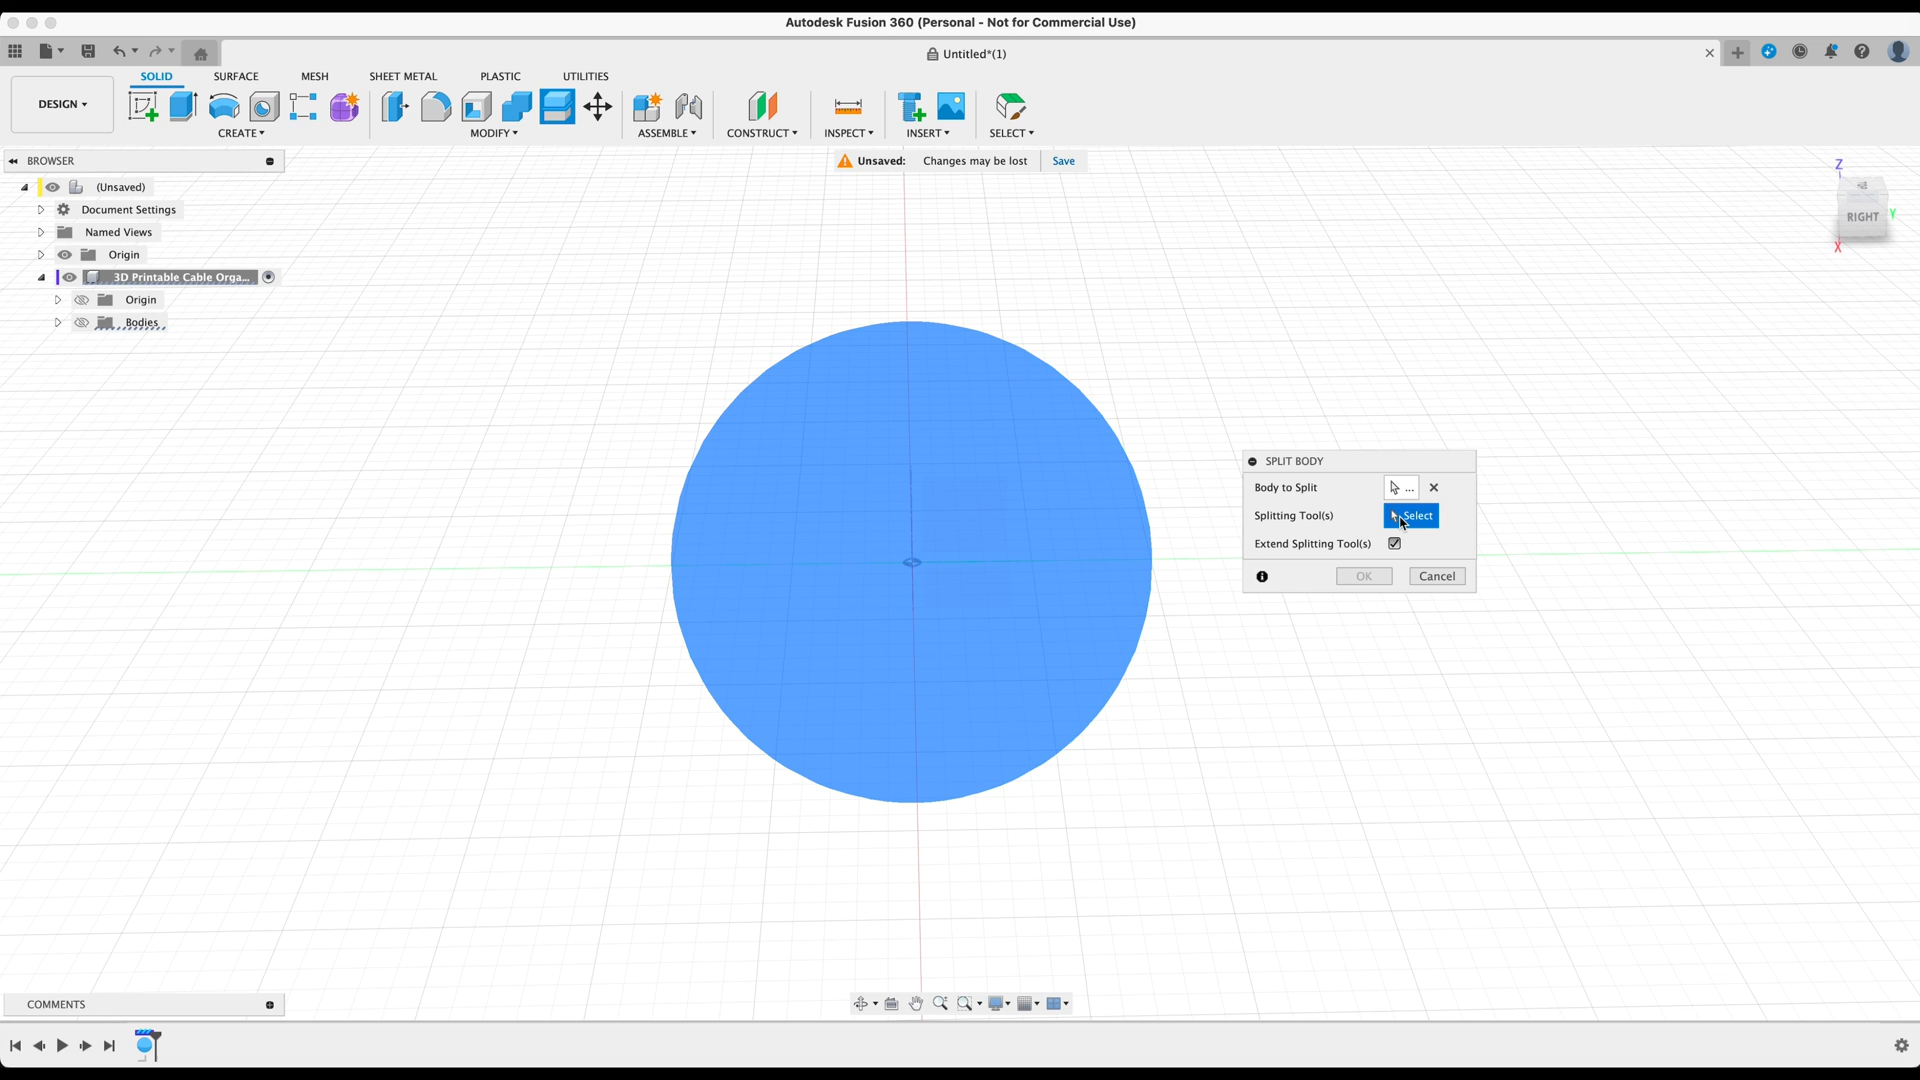 Autodesk Fusion 360 (Personal - Not for Commercial Use)
Untitled*(1)
SOLID SURFACE MESH SHEET METAL PLASTIC UTILITIES
DESIGN
CREATE MODIFY ASSEMBLE CONSTRUCT INSPECT INSERT SELECT
BROWSER
Unsaved: Changes may be lost Save
(Unsaved)
Document Settings
Named Views
Origin
3D Printable Cable Orga...
Origin
Bodies
Z
RIGHT
Y
X
SPLIT BODY
Body to Split ...
Splitting Tool(s) Select
Extend Splitting Tool(s)
OK Cancel
COMMENTS